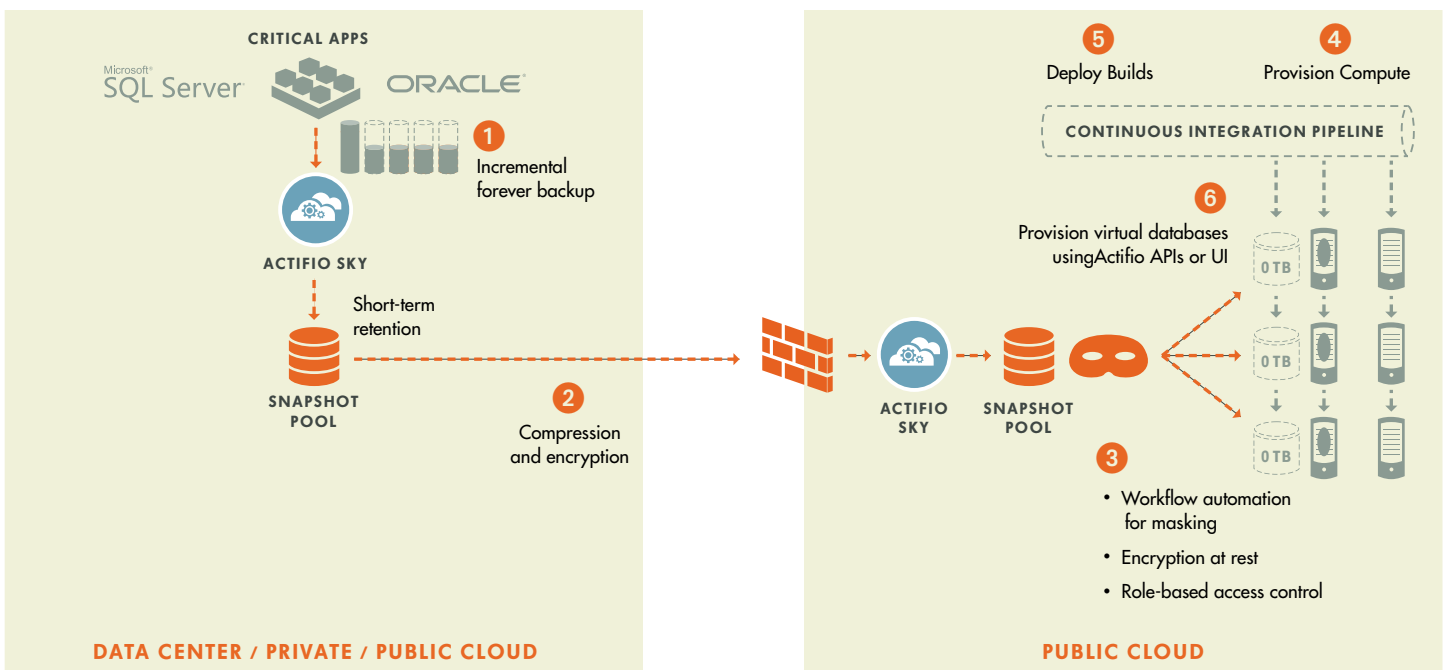 CRITICAL APPS
Microsoft®
SQL Server
ORACLE®
1
Incremental
forever backup
ACTIFIO SKY
Short-term
retention
SNAPSHOT
POOL
2
Compression
and encryption
DATA CENTER / PRIVATE / PUBLIC CLOUD
5
Deploy Builds
4
Provision Compute
CONTINUOUS INTEGRATION PIPELINE
6
Provision virtual databases
usingActifio APIs or UI
0 TB
0 TB
0 TB
ACTIFIO
SKY
SNAPSHOT
POOL
3
• Workflow automation
for masking
• Encryption at rest
• Role-based access control
PUBLIC CLOUD